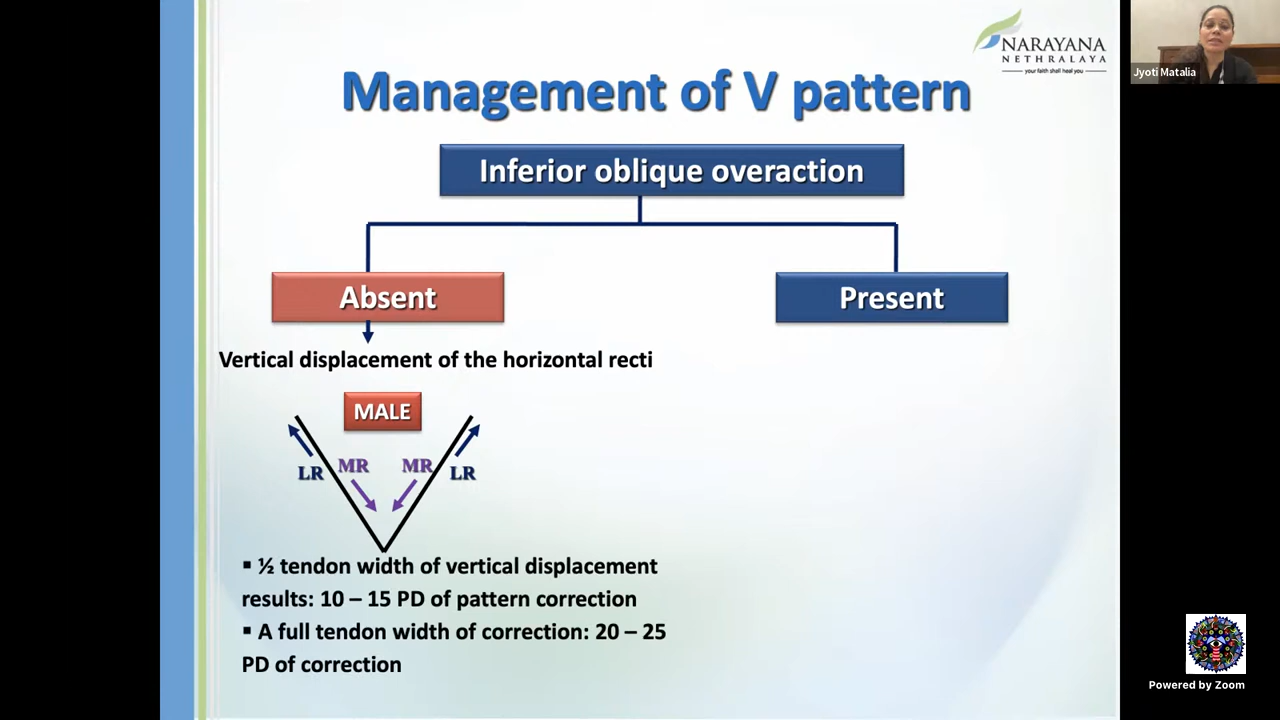 NARAYANA
NETHRALAYA
your faith shall heal you
Jyoti Matalia
Management of V pattern
Inferior oblique overaction
Absent
Present
Vertical displacement of the horizontal recti
MALE
LR MR MR LR
▪ ½ tendon width of vertical displacement
results: 10 – 15 PD of pattern correction
▪ A full tendon width of correction: 20 – 25
PD of correction
Powered by Zoom